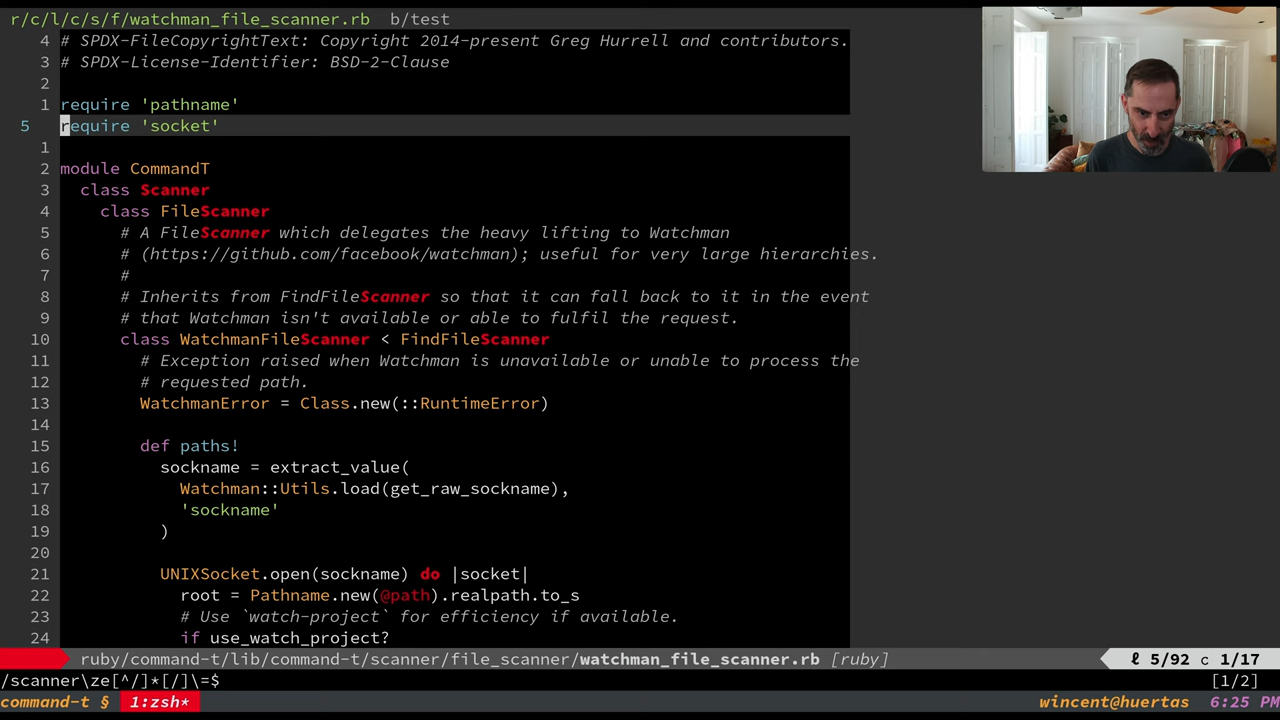 r/c/l/c/s/f/watchman_file_scanner.rb  b/test
4 # SPDX-FileCopyrightText: Copyright 2014-present Greg Hurrell and contributors.
3 # SPDX-License-Identifier: BSD-2-Clause
2
1 require 'pathname'
5 require 'socket'
1
2 module CommandT
3   class Scanner
4     class FileScanner
5       # A FileScanner which delegates the heavy lifting to Watchman
6       # (https://github.com/facebook/watchman); useful for very large hierarchies.
7       #
8       # Inherits from FindFileScanner so that it can fall back to it in the event
9       # that Watchman isn't available or able to fulfil the request.
10       class WatchmanFileScanner < FindFileScanner
11         # Exception raised when Watchman is unavailable or unable to process the
12         # requested path.
13         WatchmanError = Class.new(::RuntimeError)
14
15         def paths!
16           sockname = extract_value(
17             Watchman::Utils.load(get_raw_sockname),
18             'sockname'
19           )
20
21           UNIXSocket.open(sockname) do |socket|
22             root = Pathname.new(@path).realpath.to_s
23             # Use `watch-project` for efficiency if available.
24             if use_watch_project?
ruby/command-t/lib/command-t/scanner/file_scanner/watchman_file_scanner.rb [ruby] ℓ 5/92 c 1/17
/scanner\ze[^/]*[/]\=$ [1/2]
command-t § 1:zsh* wincent@huertas 6:25 PM